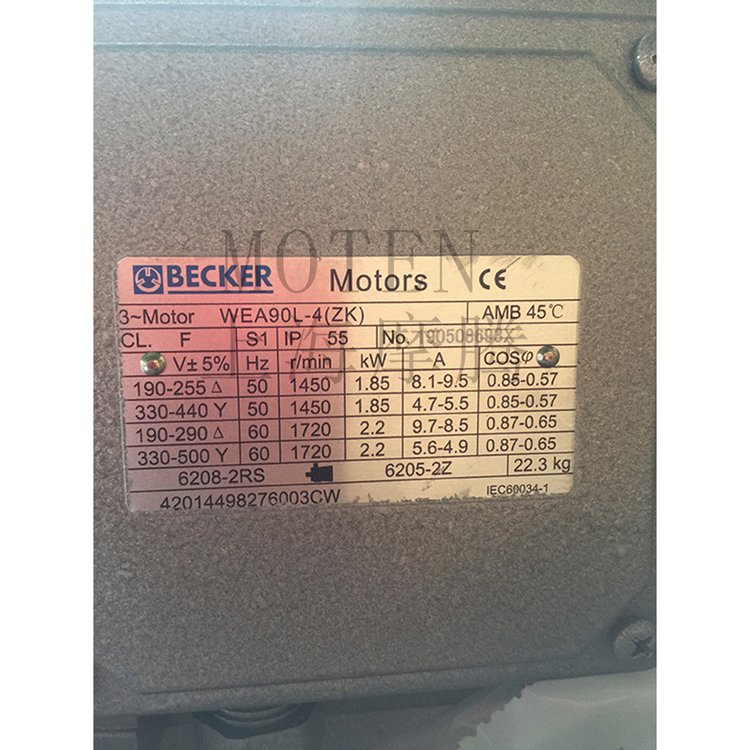 MOTEN
上海摩腾
BECKER Motors CE
3~Motor WEA90L-4(ZK) AMB 45℃
CL. F S1 IP 55 No.
V± 5% Hz r/min kW A COSφ
190-255 Δ 50 1450 1.85 8.1-9.5 0.85-0.57
330-440 Y 50 1450 1.85 4.7-5.5 0.85-0.57
190-290 Δ 60 1720 2.2 9.7-8.5 0.87-0.65
330-500 Y 60 1720 2.2 5.6-4.9 0.87-0.65
6208-2RS 6205-2Z 22.3 kg
42014498276003CW IEC60034-1